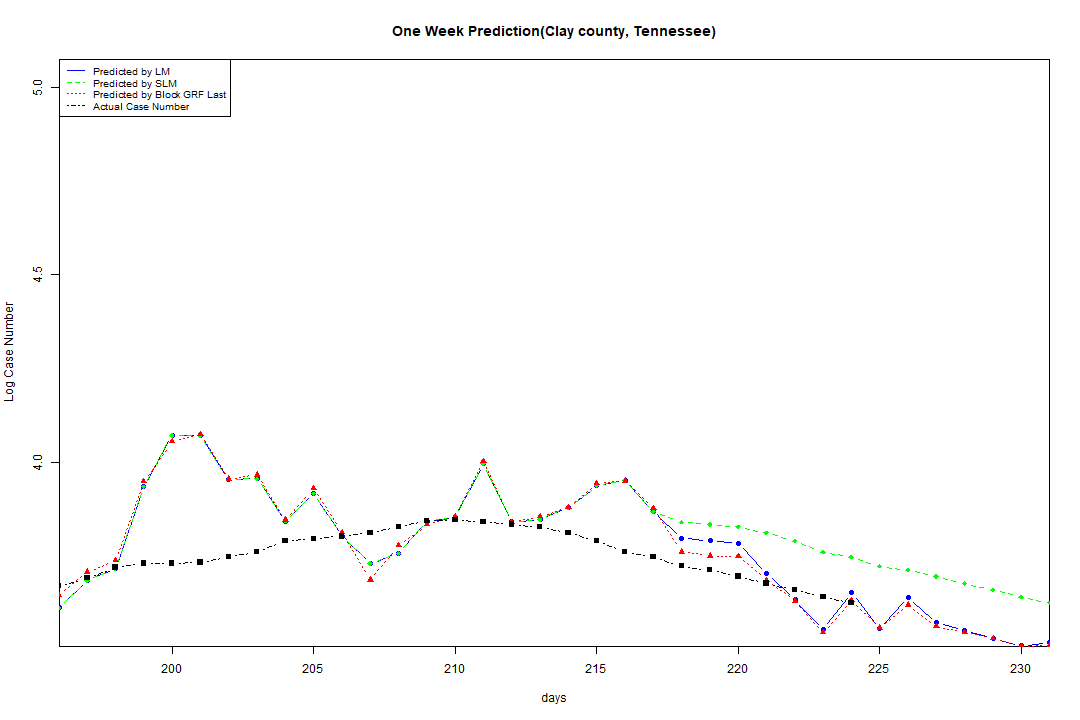 One Week Prediction(Clay county, Tennessee)
Predicted by LM
Predicted by SLM
Predicted by Block GRF Last
Actual Case Number
5.0
4.5
4.0
Log Case Number
200 205 210 215 220 225 230
days